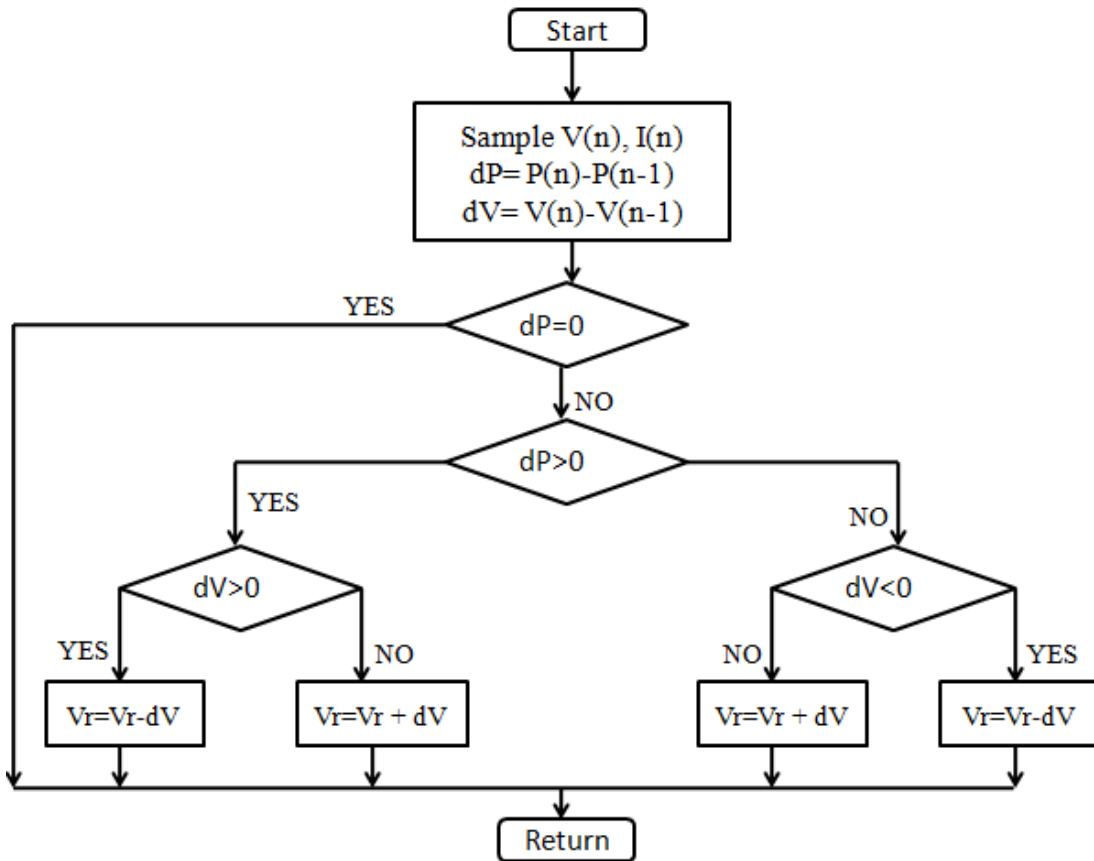 Start
Sample V(n), I(n)
dP= P(n)-P(n-1)
dV= V(n)-V(n-1)
YES
dP=0
NO
dP>0
YES
NO
dV>0
dV<0
YES
NO
NO
YES
Vr=Vr-dV
Vr=Vr + dV
Vr=Vr + dV
Vr=Vr-dV
Return